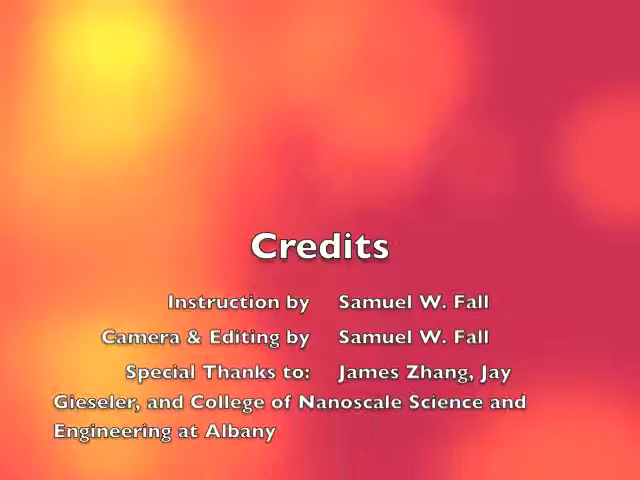 Credits
Instruction by Samuel W. Fall
Camera & Editing by Samuel W. Fall
Special Thanks to: James Zhang, Jay
Gieseler, and College of Nanoscale Science and
Engineering at Albany